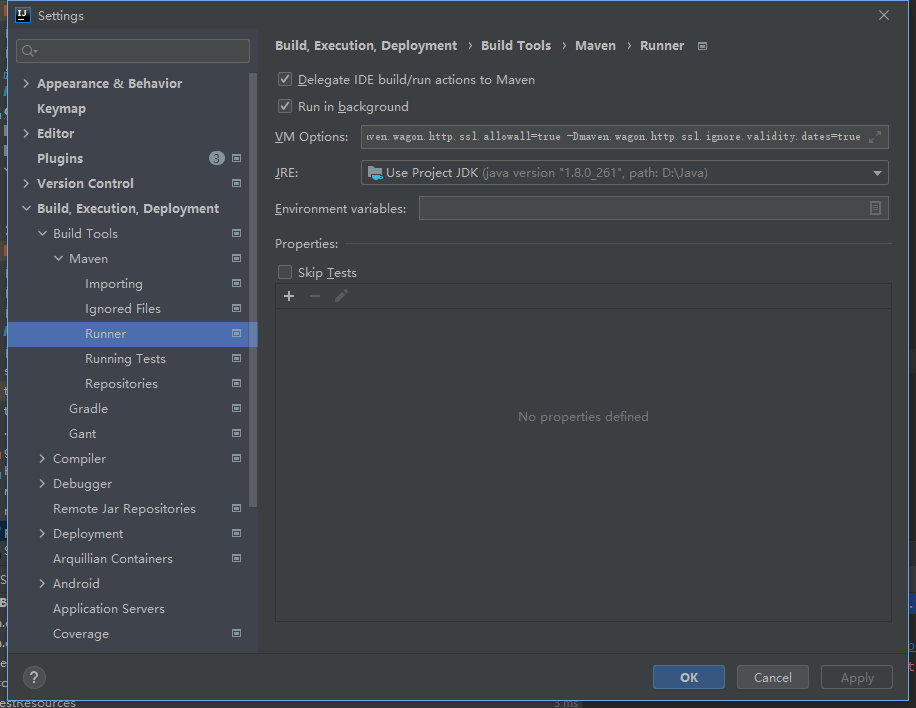 Settings
Build, Execution, Deployment › Build Tools › Maven › Runner
Appearance & Behavior
Keymap
Editor
Plugins 3
Version Control
Build, Execution, Deployment
Build Tools
Maven
Importing
Ignored Files
Runner
Running Tests
Repositories
Gradle
Gant
Compiler
Debugger
Remote Jar Repositories
Deployment
Arquillian Containers
Android
Application Servers
Coverage
Delegate IDE build/run actions to Maven
Run in background
VM Options: ven.wagon.http.ssl.allowall=true -Dmaven.wagon.http.ssl.ignore.validity.dates=true
JRE: Use Project JDK (java version "1.8.0_261", path: D:\Java)
Environment variables:
Properties:
Skip Tests
No properties defined
?
OK
Cancel
Apply
estResources
3 ms